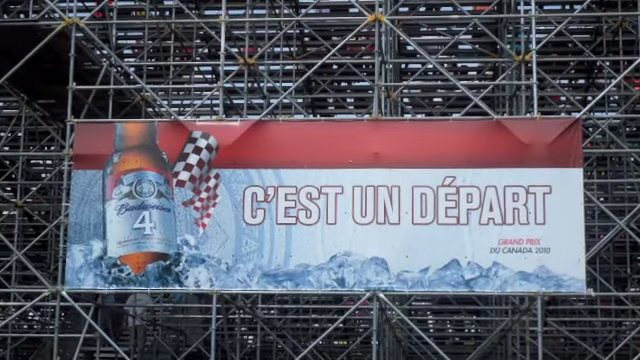 Budweiser
4
C'EST UN DÉPART
GRAND PRIX
DU CANADA 2010